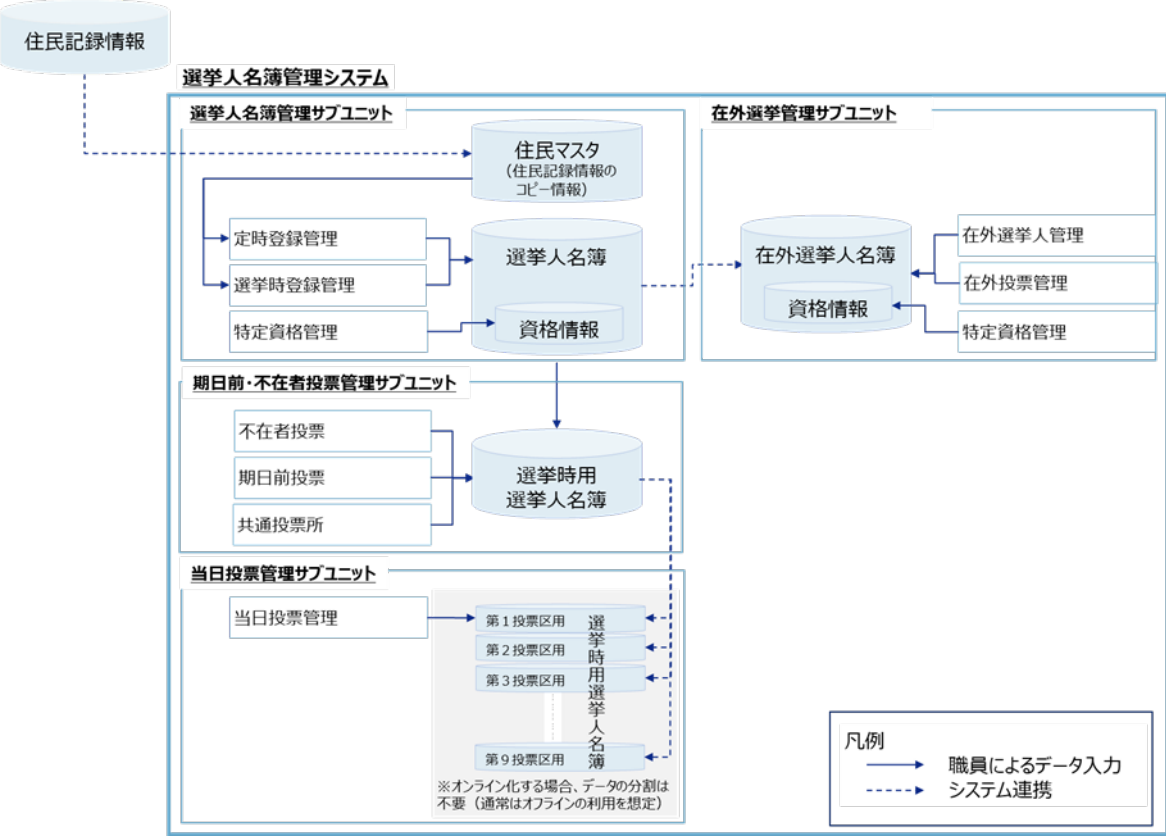 住民記録情報
選挙人名簿管理システム
選挙人名簿管理サブユニット
住民マスタ
（住民記録情報の
コピー情報）
定時登録管理
選挙時登録管理
特定資格管理
選挙人名簿
資格情報
在外選挙管理サブユニット
在外選挙人名簿
資格情報
在外選挙人管理
在外投票管理
特定資格管理
期日前・不在者投票管理サブユニット
不在者投票
期日前投票
共通投票所
選挙時用
選挙人名簿
当日投票管理サブユニット
当日投票管理
第１投票区用
第２投票区用
第３投票区用
第９投票区用
選挙時用選挙人名簿
※オンライン化する場合、データの分割は
不要（通常はオフラインの利用を想定）
凡例
職員によるデータ入力
システム連携